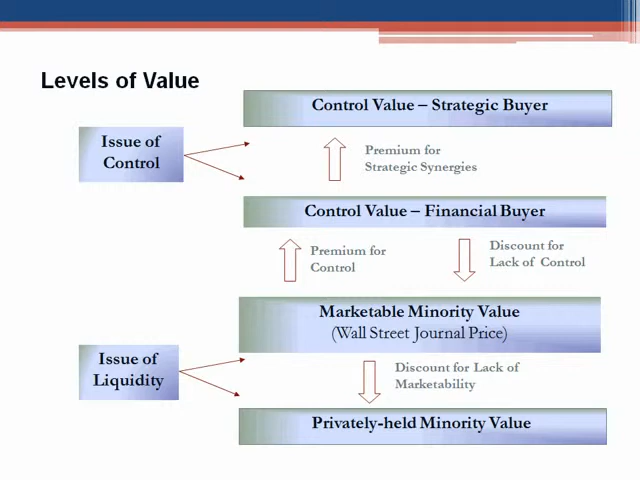 Levels of Value
Control Value – Strategic Buyer
Issue of
Control
Premium for
Strategic Synergies
Control Value – Financial Buyer
Premium for
Control
Discount for
Lack of Control
Marketable Minority Value
(Wall Street Journal Price)
Issue of
Liquidity
Discount for Lack of
Marketability
Privately-held Minority Value